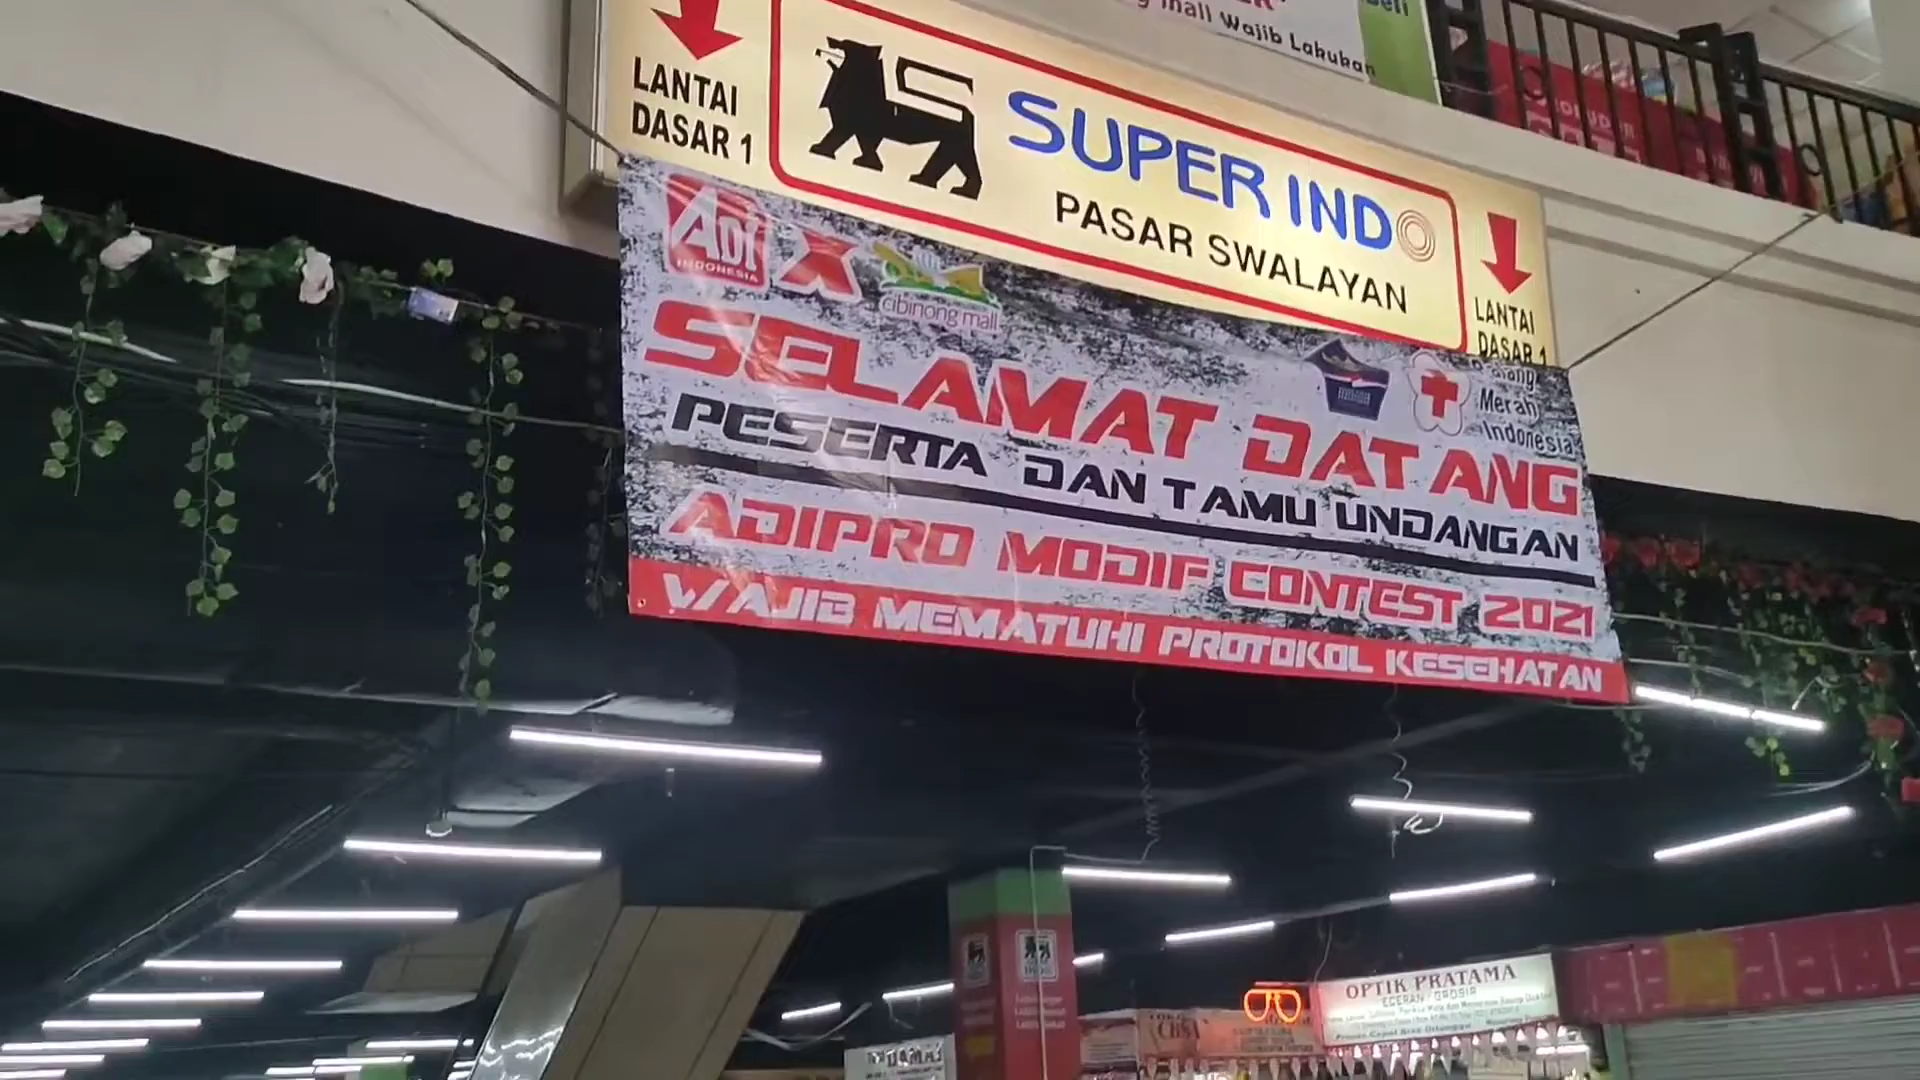 mall Wajib Lakukan
LANTAI
DASAR 1
SUPER INDO
PASAR SWALAYAN
LANTAI
DASAR 1
ADI
INDONESIA
X
cibinong mall
Palang
Merah
Indonesia
SELAMAT DATANG
PESERTA DAN TAMU UNDANGAN
ADIPRO MODIF CONTEST 2021
WAJIB MEMATUHI PROTOKOL KESEHATAN
OPTIK PRATAMA
ECERAN / GROSIR